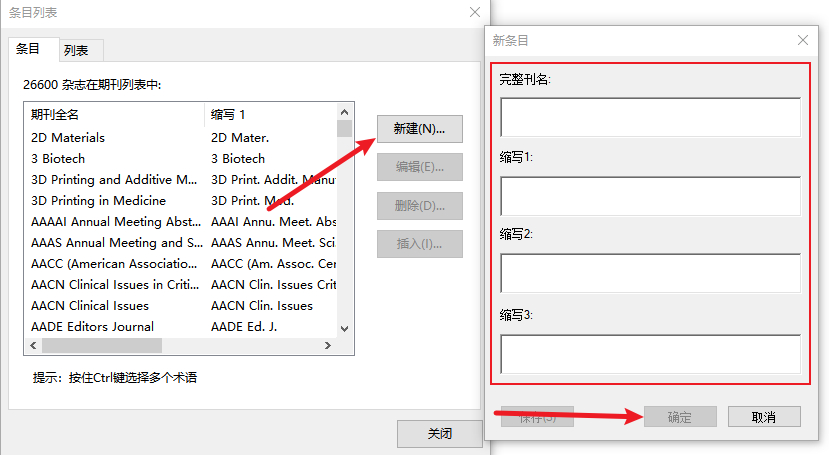 条目列表
条目
列表
26600 杂志在期刊列表中:
期刊全名 缩写 1
2D Materials 2D Mater.
3 Biotech 3 Biotech
3D Printing and Additive M... 3D Print. Addit. Manu
3D Printing in Medicine 3D Print. Med.
AAAAI Annual Meeting Abst... AAAI Annu. Meet. Abs
AAAS Annual Meeting and S... AAAS Annu. Meet. Sci.
AACC (American Associatio... AACC (Am. Assoc. Cer
AACN Clinical Issues in Criti... AACN Clin. Issues Crit
AACN Clinical Issues AACN Clin. Issues
AADE Editors Journal AADE Ed. J.
新建(N)...
编辑(E)...
删除(D)...
插入(I)...
提示：按住Ctrl键选择多个术语
关闭
新条目
完整刊名:
缩写1:
缩写2:
缩写3:
保存(S)
确定
取消